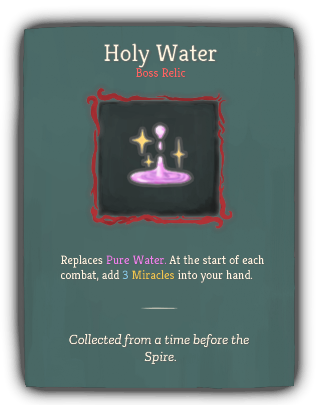 Holy Water
Boss Relic
Replaces Pure Water. At the start of each
combat, add 3 Miracles into your hand.
Collected from a time before the
Spire.